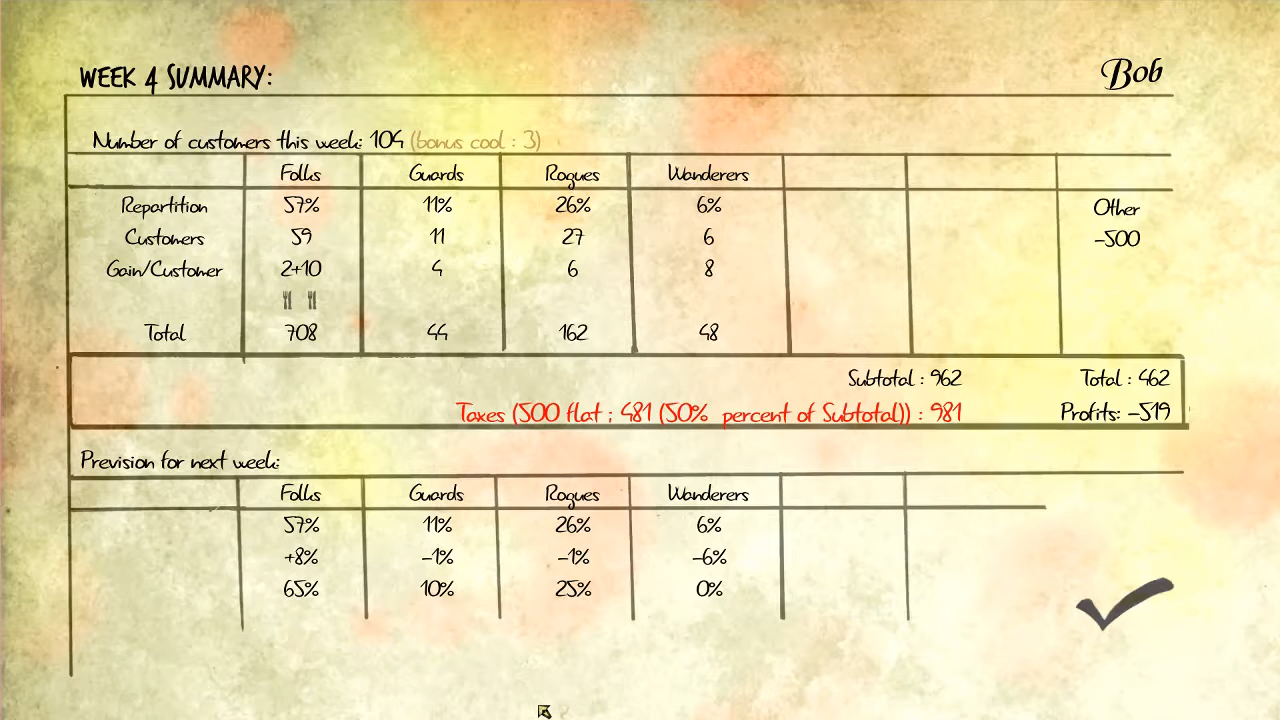 WEEK 4 SUMMARY: Bob
Number of customers this week: 104 (bonus cool : 3)
Folks Guards Rogues Wanderers
Repartition 57% 11% 26% 6% Other
Customers 59 11 27 6 -500
Gain/Customer 2+10 4 6 8
Total 708 44 162 48
Subtotal : 962 Total : 462
Taxes (500 flat ; 481 (50% percent of Subtotal)) : 981 Profits: -519
Prevision for next week:
Folks Guards Rogues Wanderers
57% 11% 26% 6%
+8% -1% -1% -6%
65% 10% 25% 0%